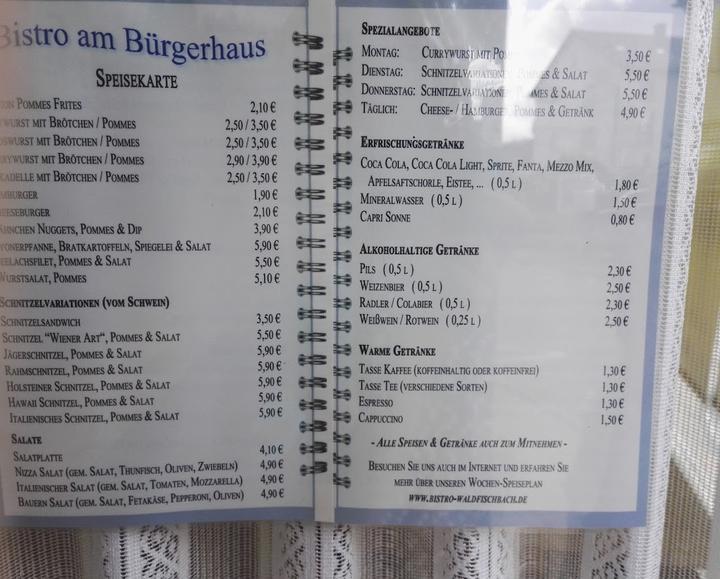 Bistro am Bürgerhaus
Speisekarte
Pommes Frites 2,10 €
mit Brötchen / Pommes 2,50 / 3,50 €
mit Brötchen / Pommes 2,50 / 3,50 €
mit Brötchen / Pommes 2,90 / 3,90 €
mit Brötchen / Pommes 2,50 / 3,50 €
1,90 €
2,10 €
Nuggets, Pommes & Dip 3,90 €
Bratkartoffeln, Spiegelei & Salat 5,90 €
Pommes & Salat 5,50 €
Wurstsalat, Pommes 5,10 €
Schnitzelvariationen (vom Schwein)
Schnitzelsandwich 3,50 €
Schnitzel "Wiener Art", Pommes & Salat 5,50 €
Jägerschnitzel, Pommes & Salat 5,90 €
Rahmschnitzel, Pommes & Salat 5,90 €
Holsteiner Schnitzel, Pommes & Salat 5,90 €
Hawaii Schnitzel, Pommes & Salat 5,90 €
Italienisches Schnitzel, Pommes & Salat 5,90 €
Salate
Salatplatte 4,10 €
Nizza Salat (gem. Salat, Thunfisch, Oliven, Zwiebeln) 4,90 €
Italienischer Salat (gem. Salat, Tomaten, Mozzarella) 4,90 €
Bauern Salat (gem. Salat, Fetakäse, Pepperoni, Oliven) 4,90 €
Spezialangebote
Montag: Currywurst mit 3,50 €
Dienstag: Schnitzelvariationen, Pommes & Salat 5,50 €
Donnerstag: Schnitzelvariationen, Pommes & Salat 5,50 €
Täglich: Cheese- / Hamburger, Pommes & Getränk 4,90 €
Erfrischungsgetränke
Coca Cola, Coca Cola Light, Sprite, Fanta, Mezzo Mix,
Apfelsaftschorle, Eistee, ... ( 0,5 l ) 1,80 €
Mineralwasser ( 0,5 l ) 1,50 €
Capri Sonne 0,80 €
Alkoholhaltige Getränke
Pils ( 0,5 l ) 2,30 €
Weizenbier ( 0,5 l ) 2,50 €
Radler / Colabier ( 0,5 l ) 2,30 €
Weißwein / Rotwein ( 0,25 l ) 2,50 €
Warme Getränke
Tasse Kaffee (koffeinhaltig oder koffeinfrei) 1,30 €
Tasse Tee (verschiedene Sorten) 1,30 €
Espresso 1,30 €
Cappuccino 1,50 €
- Alle Speisen & Getränke auch zum Mitnehmen -
Besuchen Sie uns auch im Internet und erfahren Sie
mehr über unseren Wochen-Speiseplan
www.bistro-waldfischbach.de